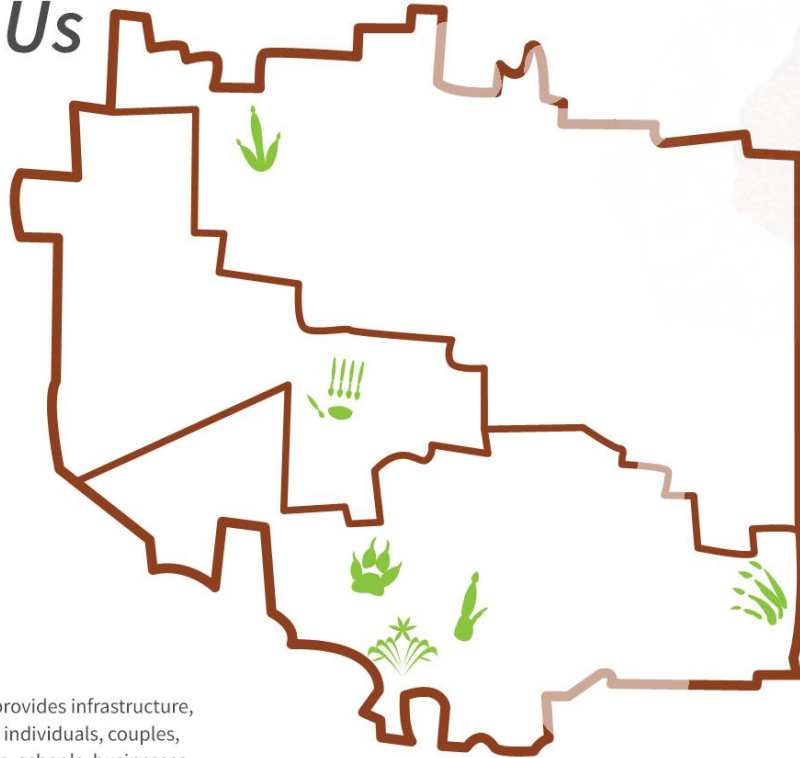 Us
provides infrastructure,
individuals, couples,